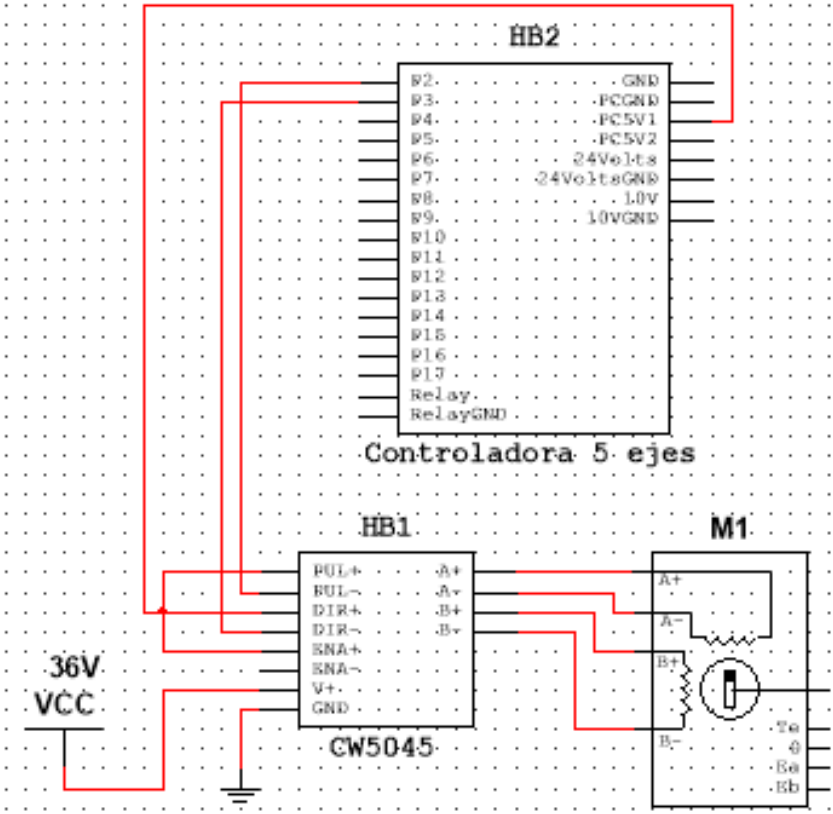 HB2
P2
P3
P4
P5
P6
P7
P8
P9
P10
P11
P12
P13
P14
P15
P16
P17
Relay
RelayGND
GND
PCGND
PC5V1
PC5V2
24Volts
24VoltsGND
10V
10VGND
Controladora 5 ejes
HB1
PUL+
PUL-
DIR+
DIR-
ENA+
ENA-
V+
GND
A+
A-
B+
B-
CW5045
36V
VCC
M1
A+
A-
B+
B-
Te
Ea
Eb